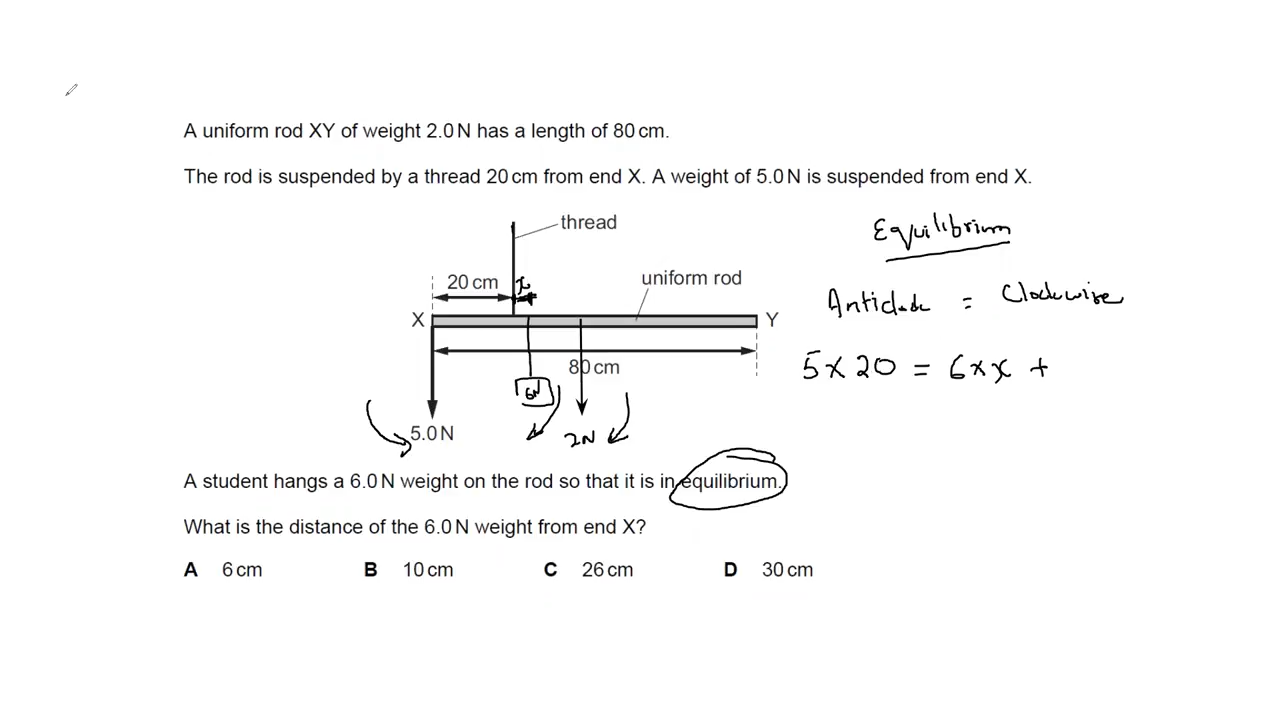 A uniform rod XY of weight 2.0 N has a length of 80 cm.
The rod is suspended by a thread 20 cm from end X. A weight of 5.0 N is suspended from end X.
thread
Equilibrium
20 cm
x
uniform rod
= Clockwise
X
Y
80 cm
5 × 20 = 6 × x +
6N
5.0 N
2N
A student hangs a 6.0 N weight on the rod so that it is in equilibrium.
What is the distance of the 6.0 N weight from end X?
A 6 cm B 10 cm C 26 cm D 30 cm